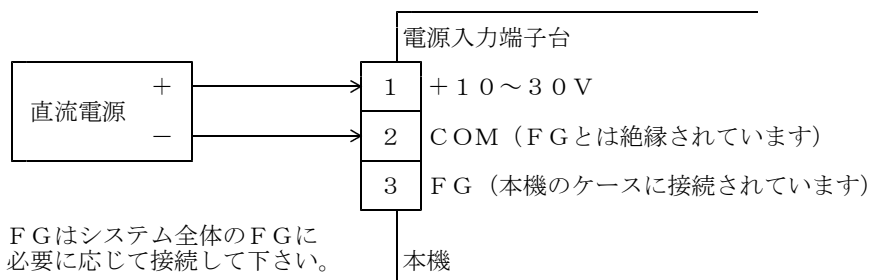 電源入力端子台
+ 1 +10~30V
直流電源
- 2 COM(FGとは絶縁されています)
3 FG(本機のケースに接続されています)
FGはシステム全体のFGに
必要に応じて接続して下さい。
本機